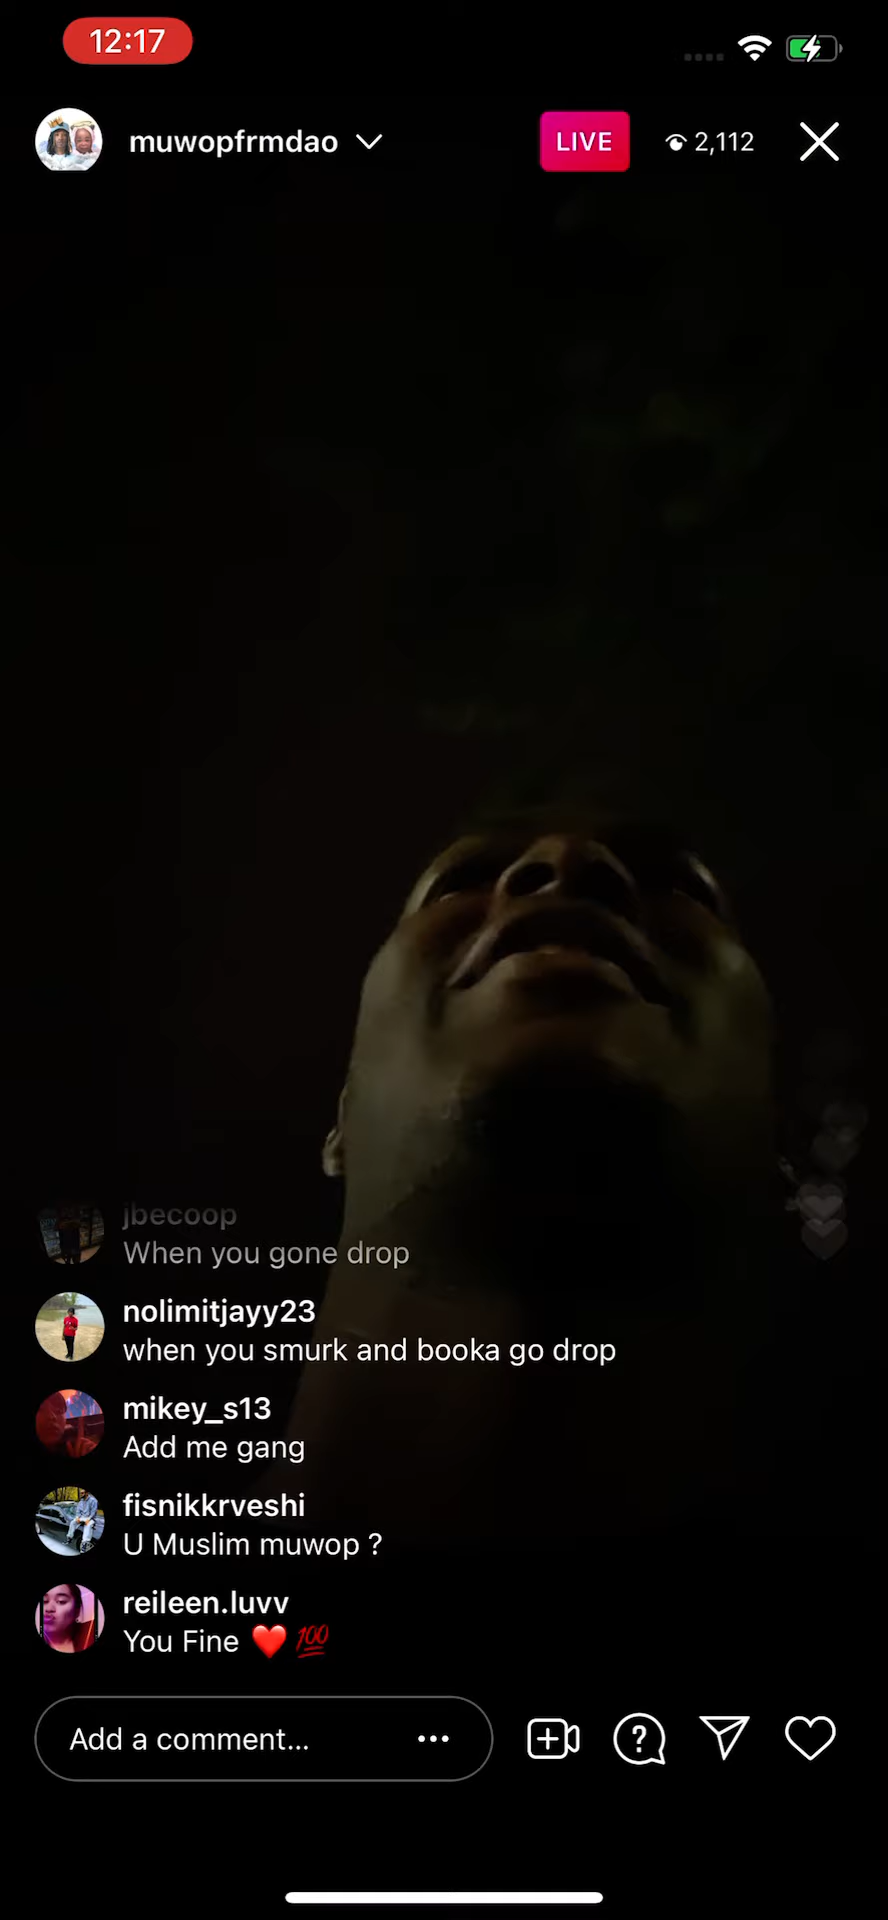 12:17
muwopfrmdao
LIVE
2,112
jbecoop
When you gone drop
nolimitjayy23
when you smurk and booka go drop
mikey_s13
Add me gang
fisnikkrveshi
U Muslim muwop ?
reileen.luvv
You Fine ❤️ 💯
Add a comment...